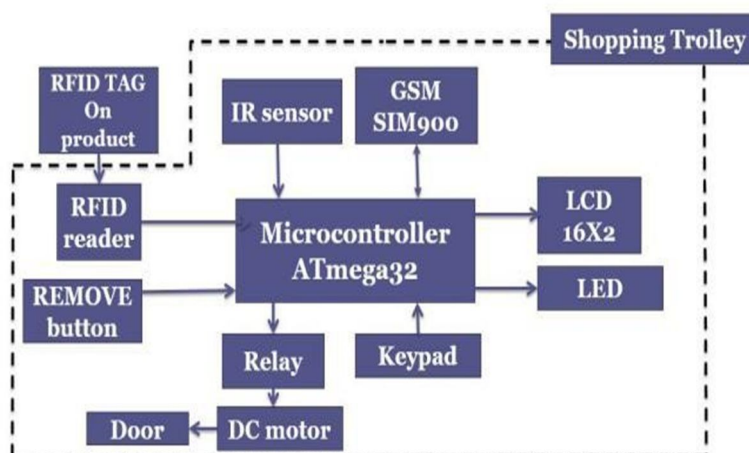 Shopping Trolley
RFID TAG
On
product
IR sensor
GSM
SIM900
RFID
reader
Microcontroller
ATmega32
LCD
16X2
REMOVE
button
LED
Relay
Keypad
Door
DC motor